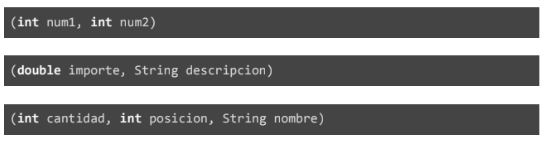 (int num1, int num2)
(double importe, String descripcion)
(int cantidad, int posicion, String nombre)